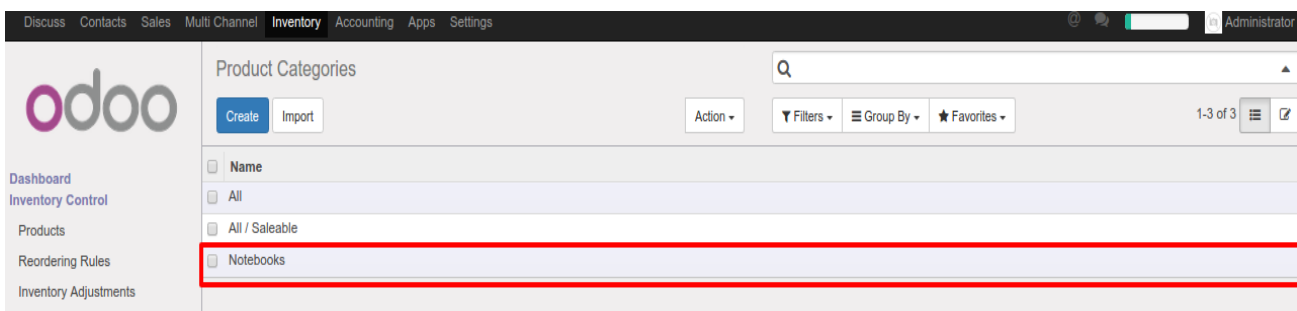 Discuss Contacts Sales Multi Channel Inventory Accounting Apps Settings @ Administrator
odoo
Product Categories
Create Import Action Filters Group By Favorites 1-3 of 3
Name
All
All / Saleable
Notebooks
Dashboard
Inventory Control
Products
Reordering Rules
Inventory Adjustments